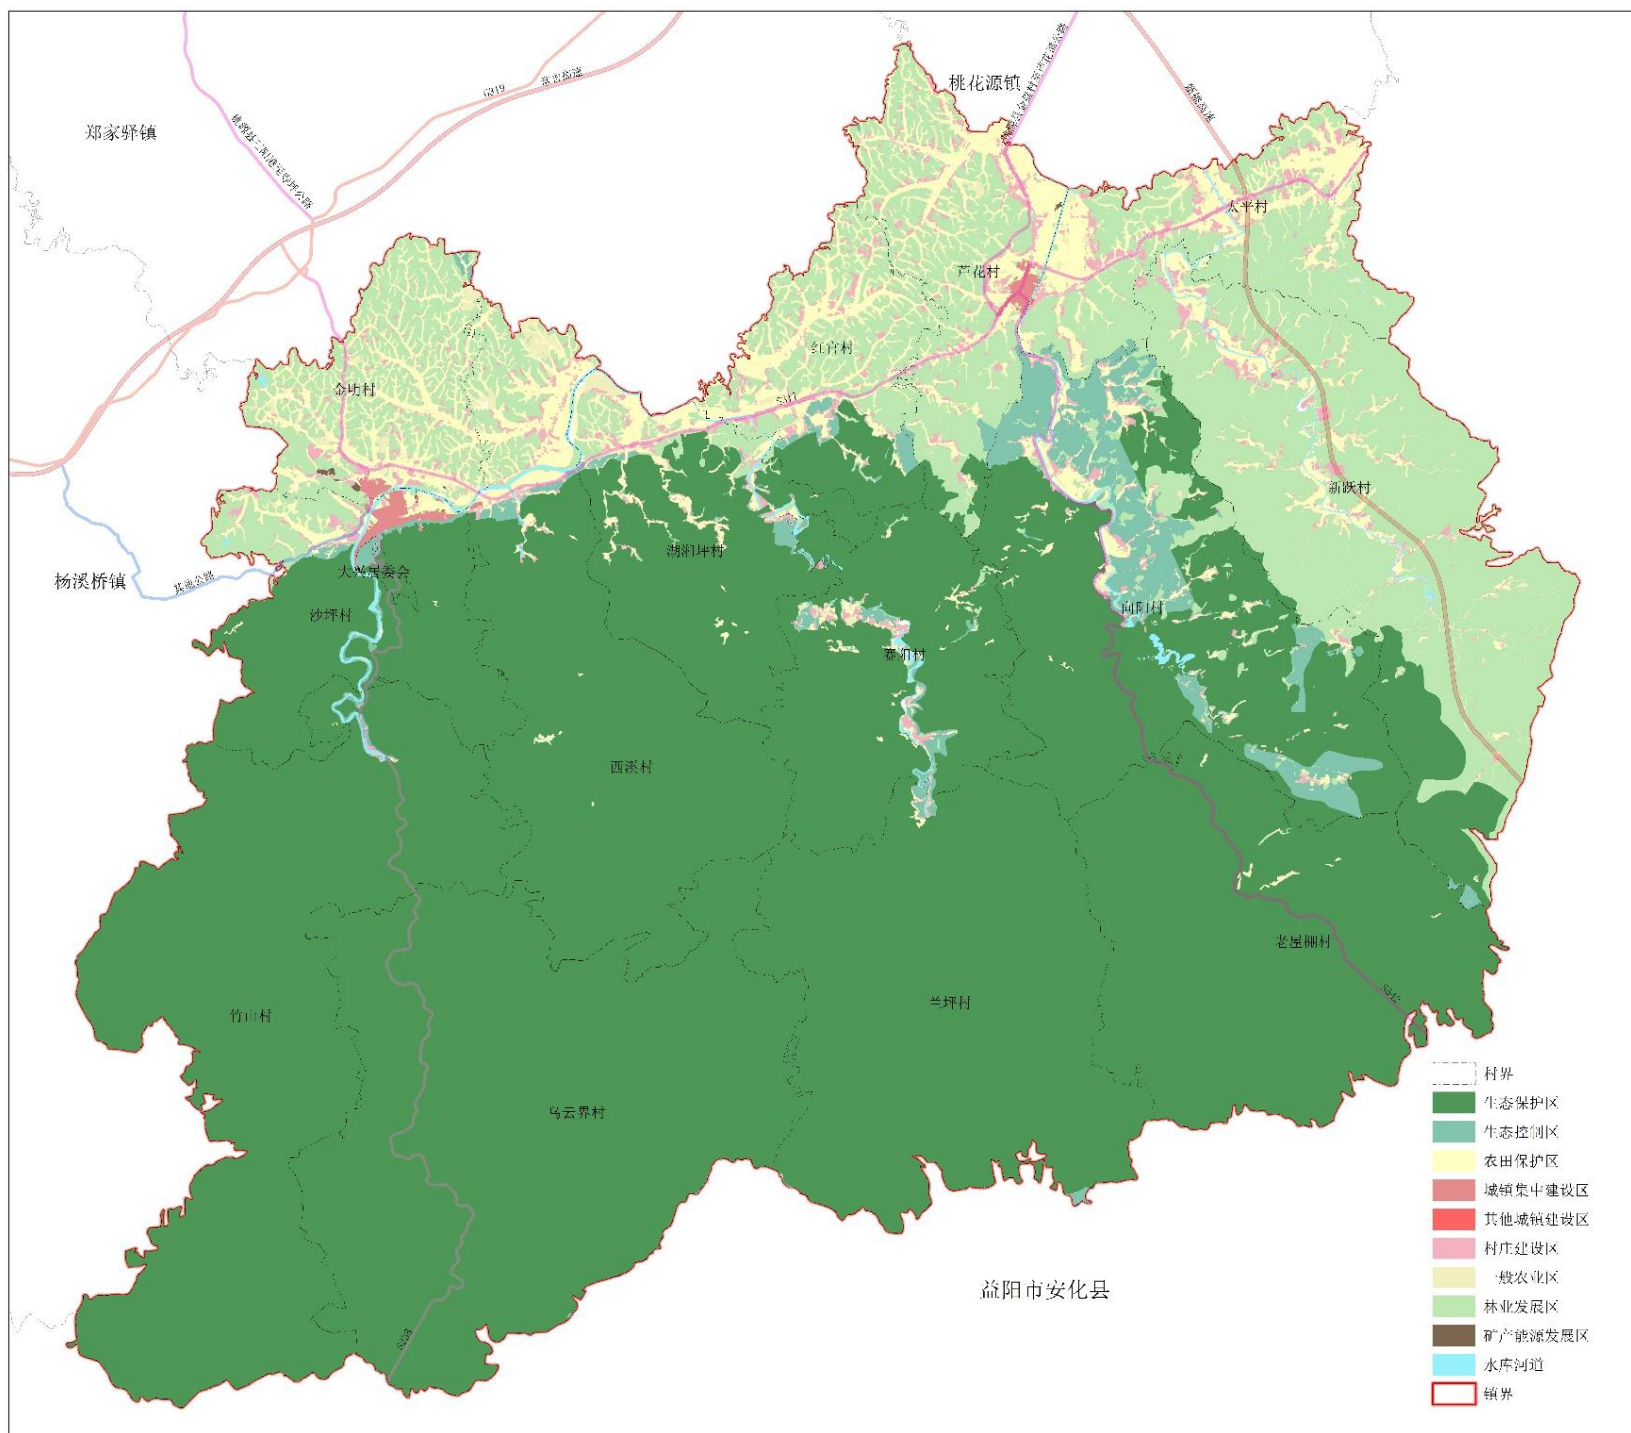 桃花源镇
郑家驿镇
G319
太平村
芦花村
红宫村
金明村
新跃村
湖湘坪村
杨溪桥镇
大兴居委会
沙坪村
向阳村
赛阳村
西溪村
老屋棚村
兰坪村
竹山村
乌云界村
益阳市安化县
村界
生态保护区
生态控制区
农田保护区
城镇集中建设区
其他城镇建设区
村庄建设区
一般农业区
林业发展区
矿产能源发展区
水库河道
镇界